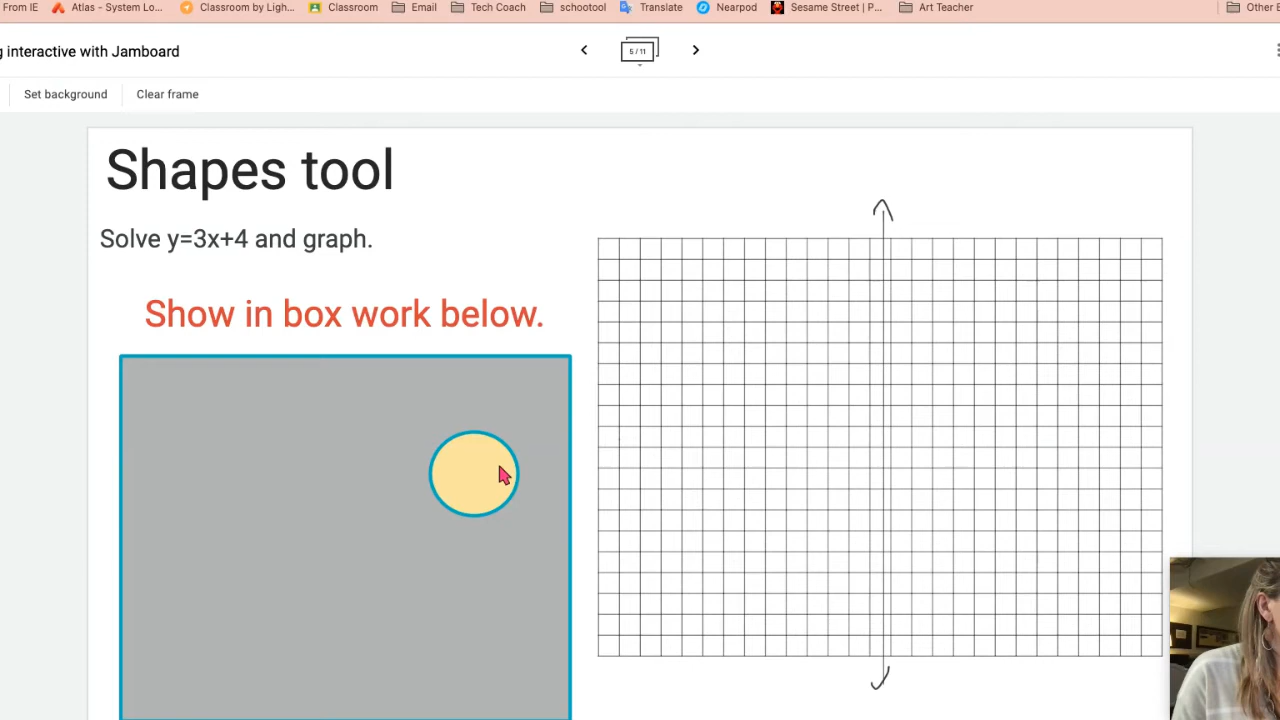 From IE
Atlas - System Lo...
Classroom by Ligh...
Classroom
Email
Tech Coach
schootool
Translate
Nearpod
Sesame Street | P...
Art Teacher
Other B
g interactive with Jamboard
5 / 11
Set background
Clear frame
Shapes tool
Solve y=3x+4 and graph.
Show in box work below.